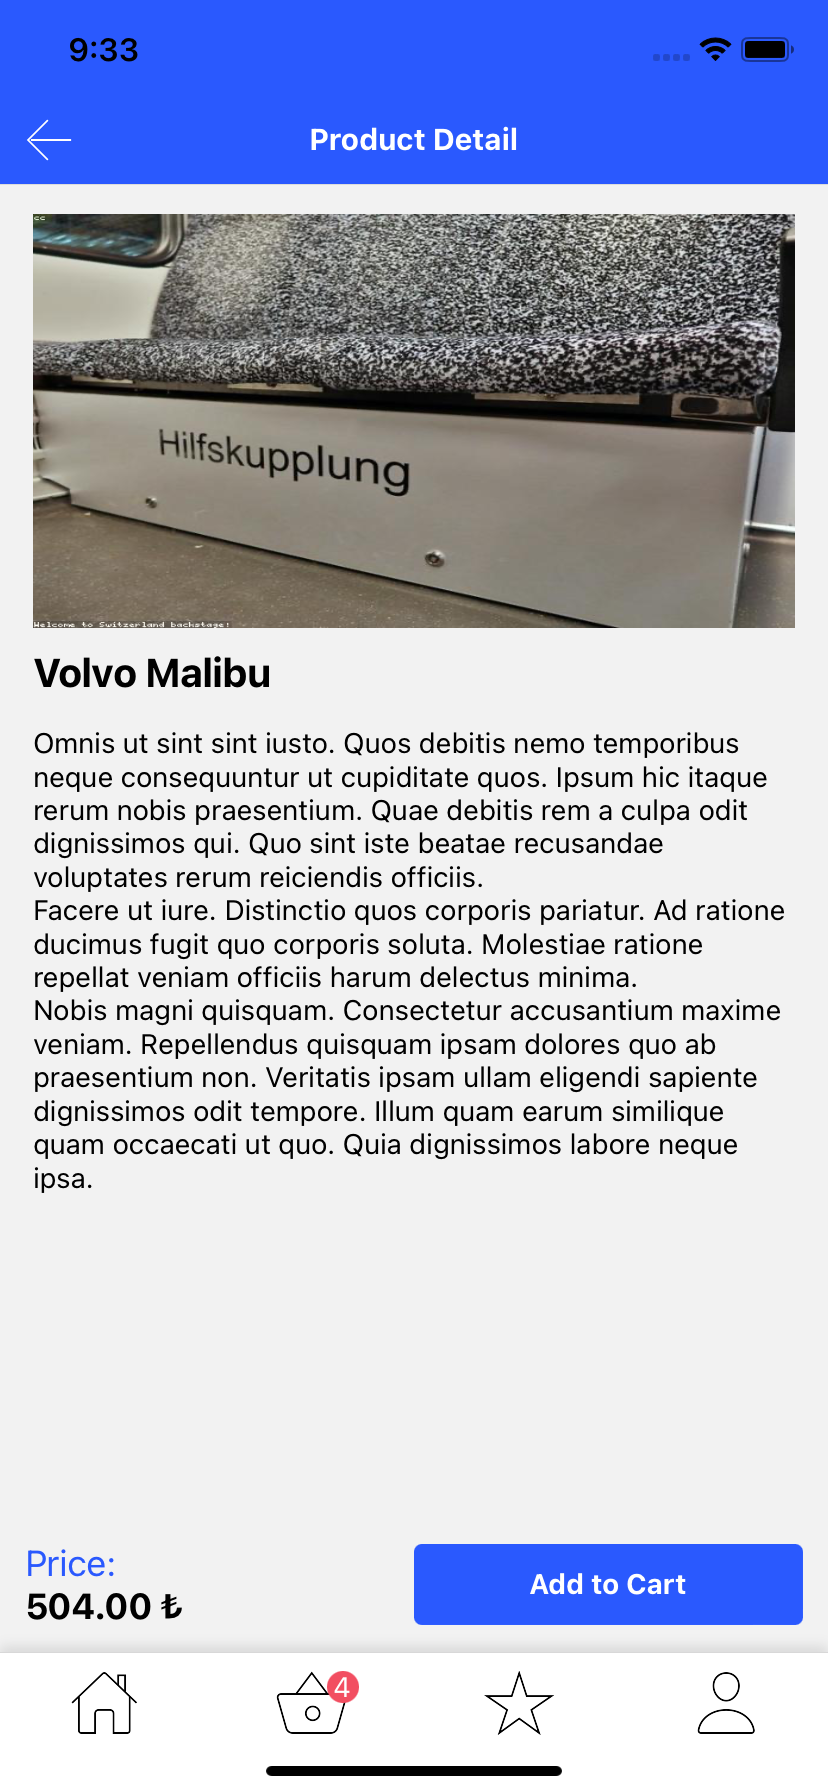 9:33
Product Detail
cc
Hilfskupplung
Welcome to Switzerland backstage!
Volvo Malibu
Omnis ut sint sint iusto. Quos debitis nemo temporibus
neque consequuntur ut cupiditate quos. Ipsum hic itaque
rerum nobis praesentium. Quae debitis rem a culpa odit
dignissimos qui. Quo sint iste beatae recusandae
voluptates rerum reiciendis officiis.
Facere ut iure. Distinctio quos corporis pariatur. Ad ratione
ducimus fugit quo corporis soluta. Molestiae ratione
repellat veniam officiis harum delectus minima.
Nobis magni quisquam. Consectetur accusantium maxime
veniam. Repellendus quisquam ipsam dolores quo ab
praesentium non. Veritatis ipsam ullam eligendi sapiente
dignissimos odit tempore. Illum quam earum similique
quam occaecati ut quo. Quia dignissimos labore neque
ipsa.
Price:
504.00 ₺
Add to Cart
4